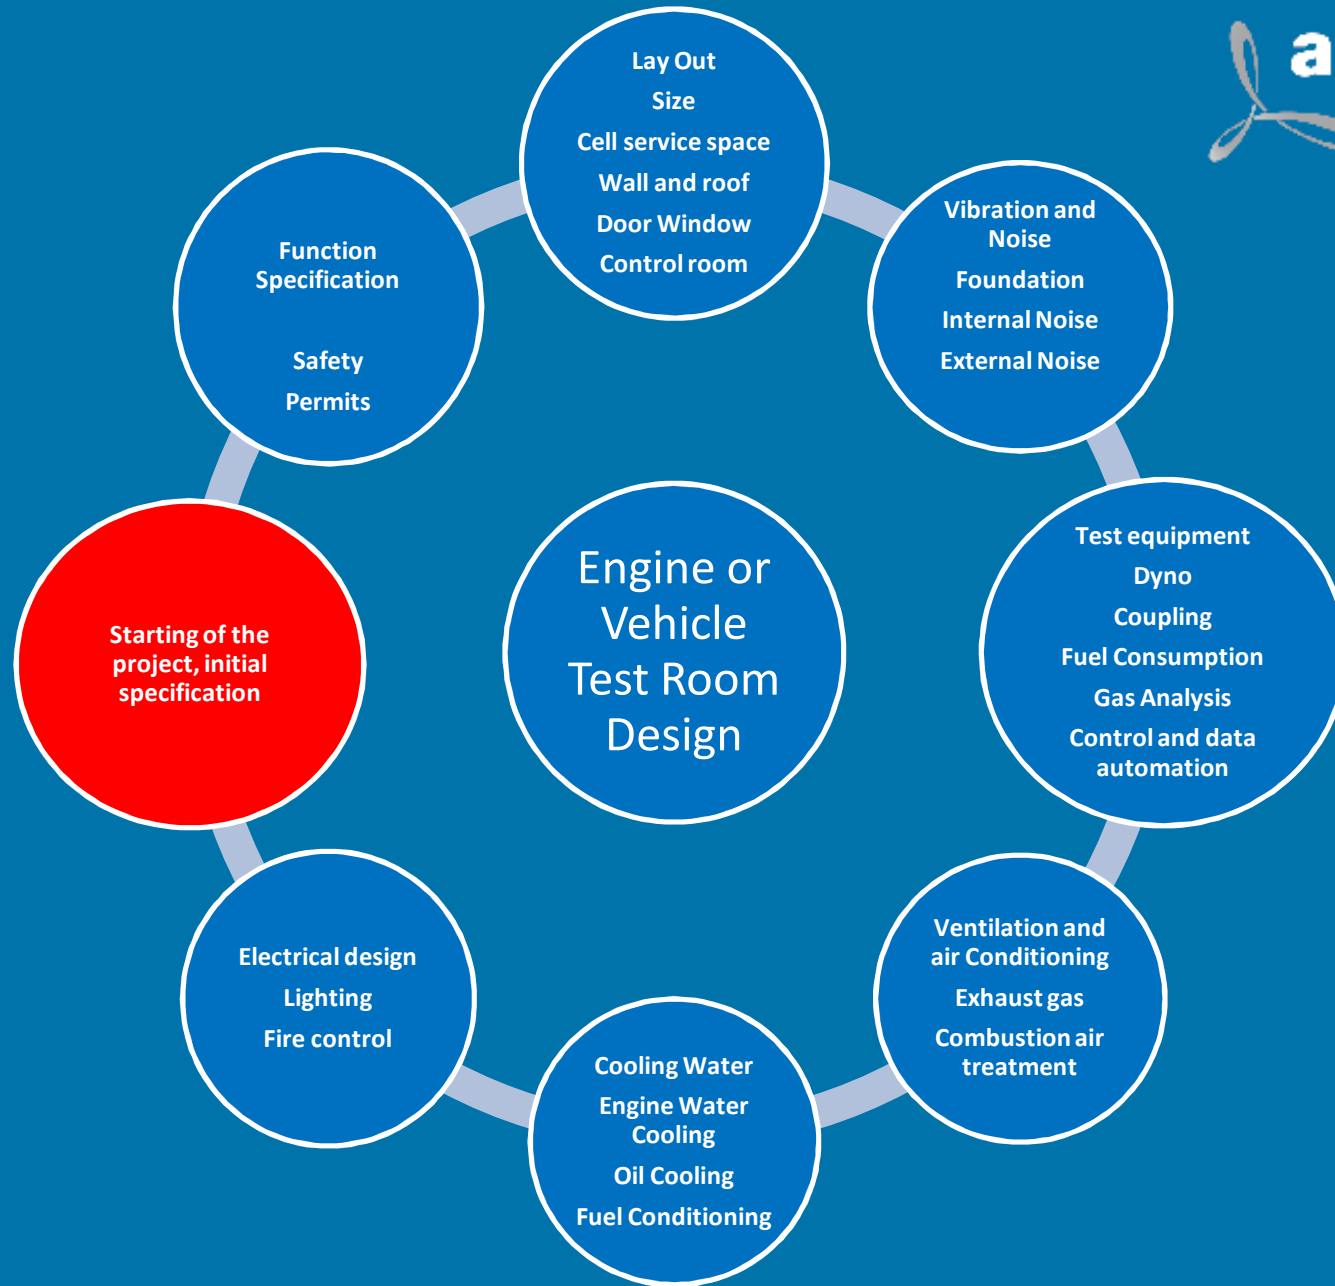 a
Lay Out
Size
Cell service space
Wall and roof
Door Window
Control room
Vibration and
Noise
Foundation
Internal Noise
External Noise
Test equipment
Dyno
Coupling
Fuel Consumption
Gas Analysis
Control and data
automation
Ventilation and
air Conditioning
Exhaust gas
Combustion air
treatment
Cooling Water
Engine Water
Cooling
Oil Cooling
Fuel Conditioning
Electrical design
Lighting
Fire control
Starting of the
project, initial
specification
Function
Specification
Safety
Permits
Engine or
Vehicle
Test Room
Design